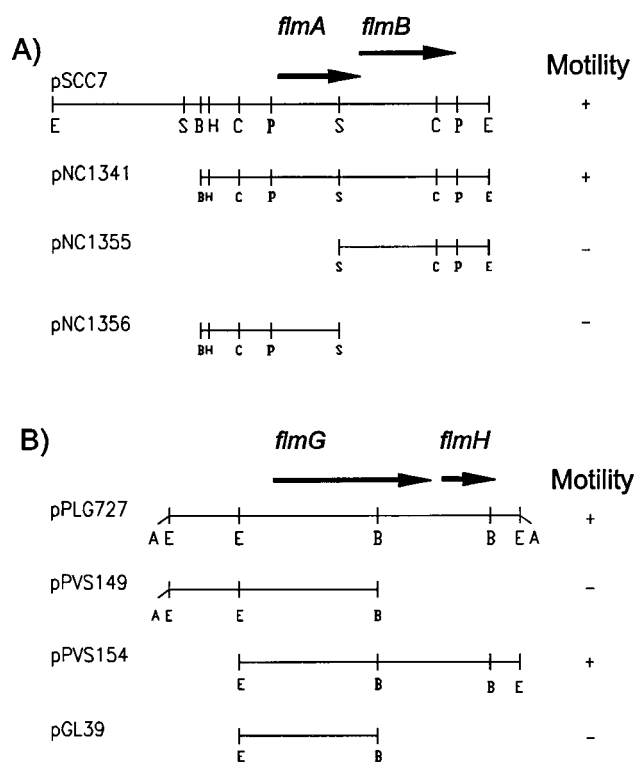 flmA flmB
A) Motility
pSCC7 +
E S B H C P S C P E
pNC1341 +
B H C P S C P E
pNC1355 –
S C P E
pNC1356 –
B H C P S
B) flmG flmH
Motility
pPLG727 +
A E E B B E A
pPVS149 –
A E E B
pPVS154 +
E B B E
pGL39 –
E B